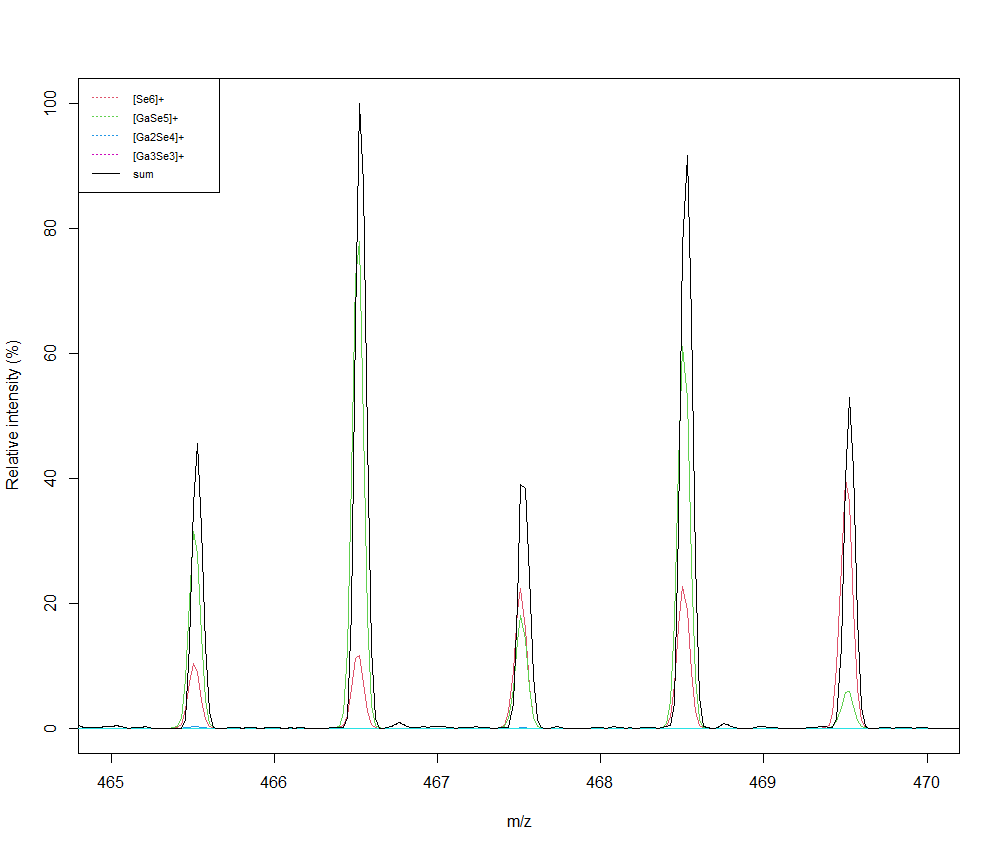 [Se6]+
[GaSe5]+
[Ga2Se4]+
[Ga3Se3]+
sum
100
80
60
40
20
0
Relative intensity (%)
465 466 467 468 469 470
m/z